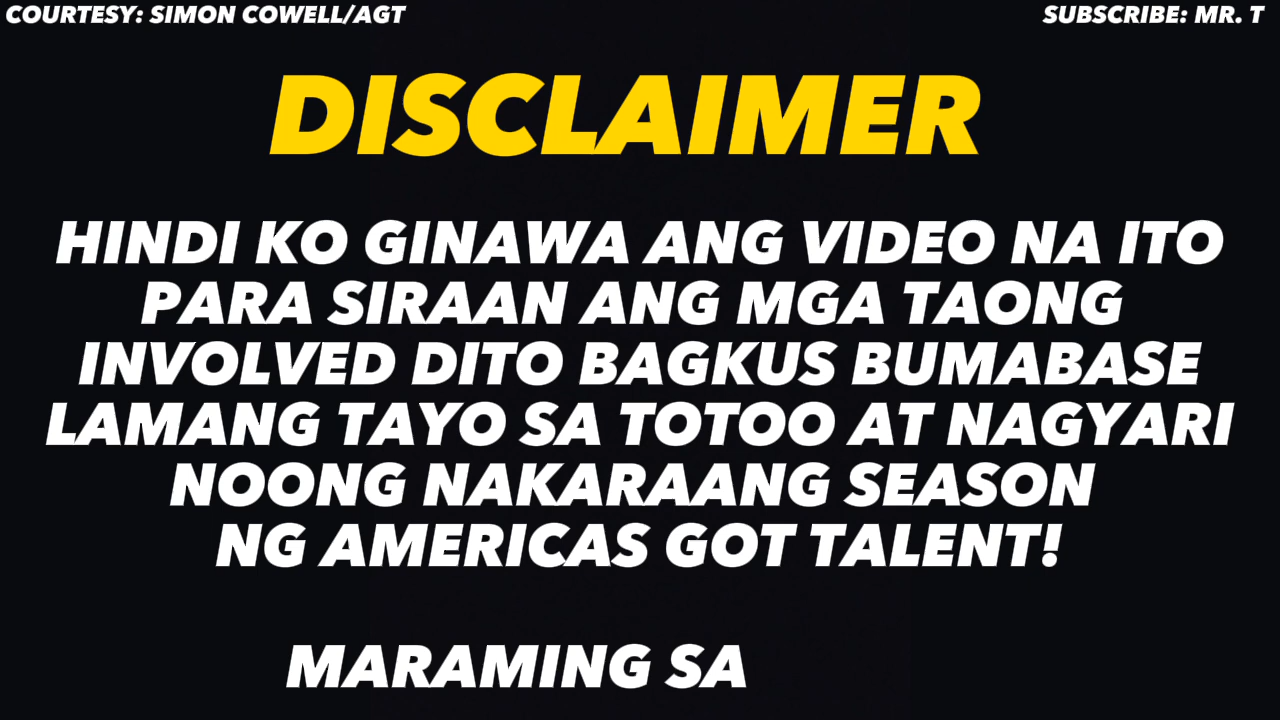 COURTESY: SIMON COWELL/AGT
SUBSCRIBE: MR. T
DISCLAIMER
HINDI KO GINAWA ANG VIDEO NA ITO
PARA SIRAAN ANG MGA TAONG
INVOLVED DITO BAGKUS BUMABASE
LAMANG TAYO SA TOTOO AT NAGYARI
NOONG NAKARAANG SEASON
NG AMERICAS GOT TALENT!
MARAMING SA